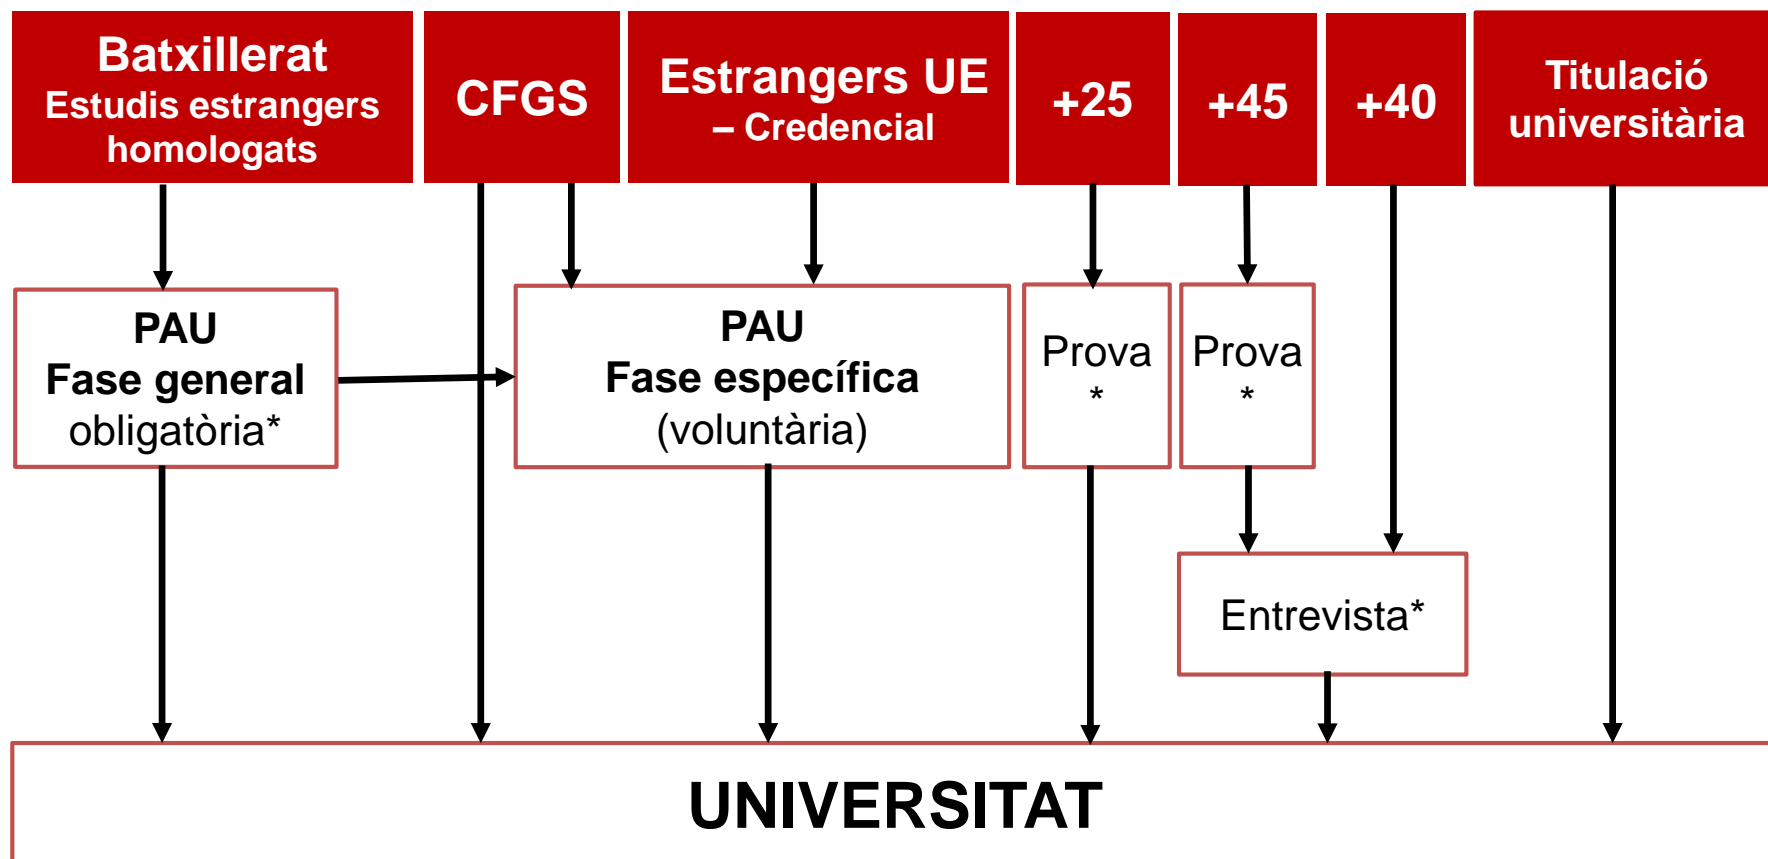 Batxillerat
Estudis estrangers
homologats
CFGS
Estrangers UE
– Credencial
+25
+45
+40
Titulació
universitària
PAU
Fase general
obligatòria*
PAU
Fase específica
(voluntària)
Prova
*
Prova
*
Entrevista*
UNIVERSITAT